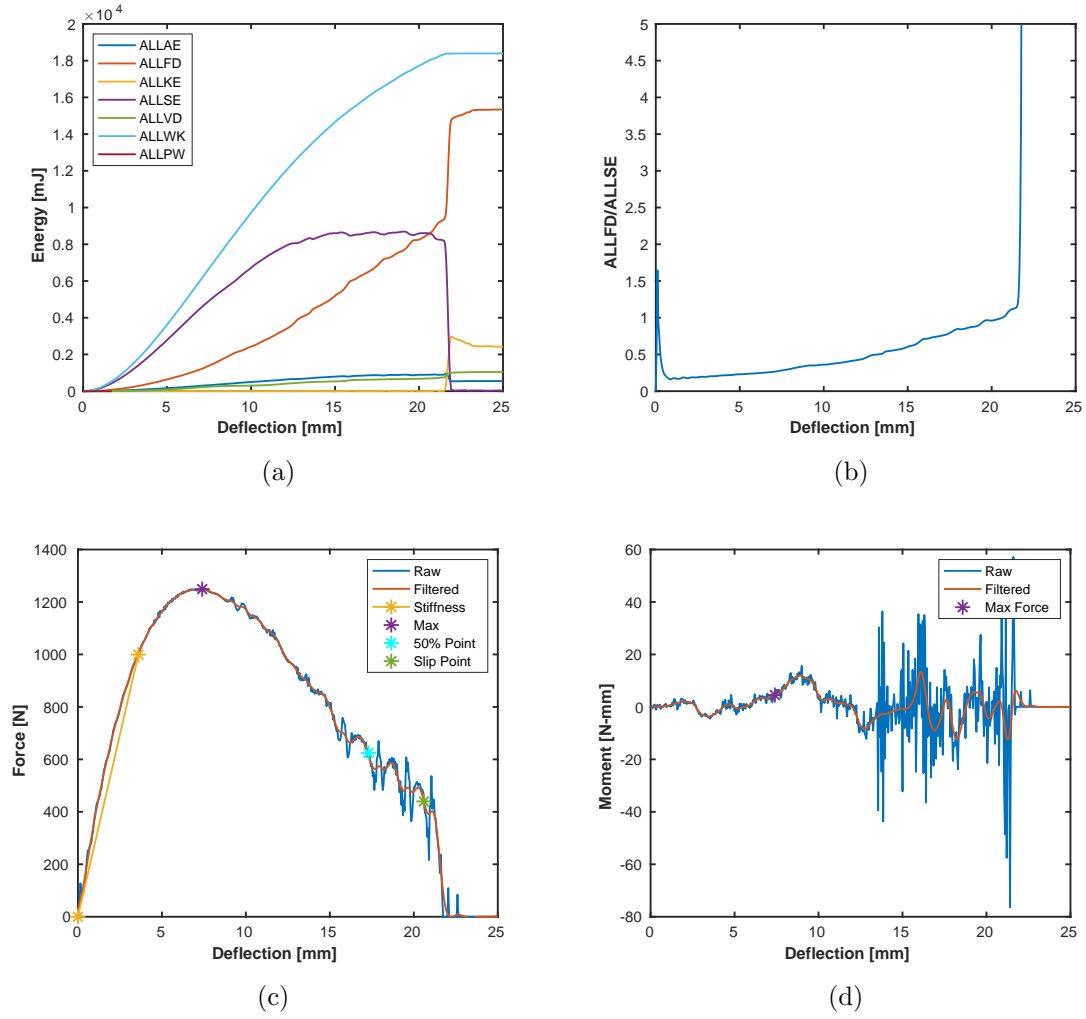 ×10^4
2
1.8
1.6
1.4
1.2
1
0.8
0.6
0.4
0.2
0
Energy [mJ]
ALLAE
ALLFD
ALLKE
ALLSE
ALLVD
ALLWK
ALLPW
0 5 10 15 20 25
Deflection [mm]
(a)
5
4.5
4
3.5
3
2.5
2
1.5
1
0.5
0
ALLFD/ALLSE
0 5 10 15 20 25
Deflection [mm]
(b)
1400
1200
1000
800
600
400
200
0
Force [N]
Raw
Filtered
Stiffness
Max
50% Point
Slip Point
0 5 10 15 20 25
Deflection [mm]
(c)
60
40
20
0
-20
-40
-60
-80
Moment [N-mm]
Raw
Filtered
Max Force
0 5 10 15 20 25
Deflection [mm]
(d)